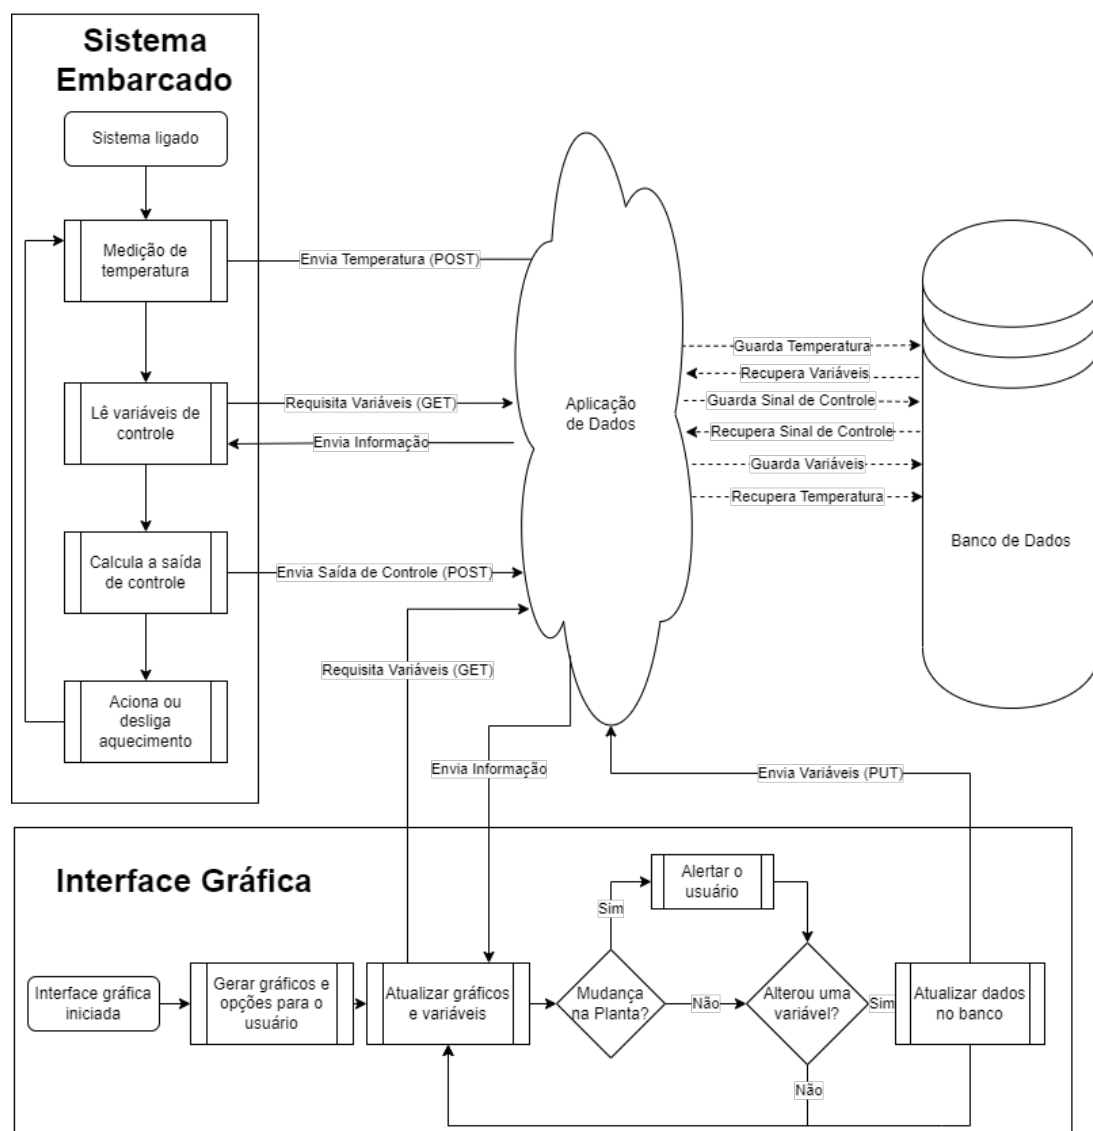 Sistema
Embarcado
Sistema ligado
Medição de
temperatura
Envia Temperatura (POST)
Lê variáveis de
controle
Requisita Variáveis (GET)
Envia Informação
Calcula a saída
de controle
Envia Saída de Controle (POST)
Aciona ou
desliga
aquecimento
Aplicação
de Dados
Guarda Temperatura
Recupera Variáveis
Guarda Sinal de Controle
Recupera Sinal de Controle
Guarda Variáveis
Recupera Temperatura
Banco de Dados
Requisita Variáveis (GET)
Envia Informação
Envia Variáveis (PUT)
Interface Gráfica
Interface gráfica
iniciada
Gerar gráficos e
opções para o
usuário
Atualizar gráficos
e variáveis
Mudança
na Planta?
Sim
Alertar o
usuário
Não
Alterou uma
variável?
Sim
Atualizar dados
no banco
Não